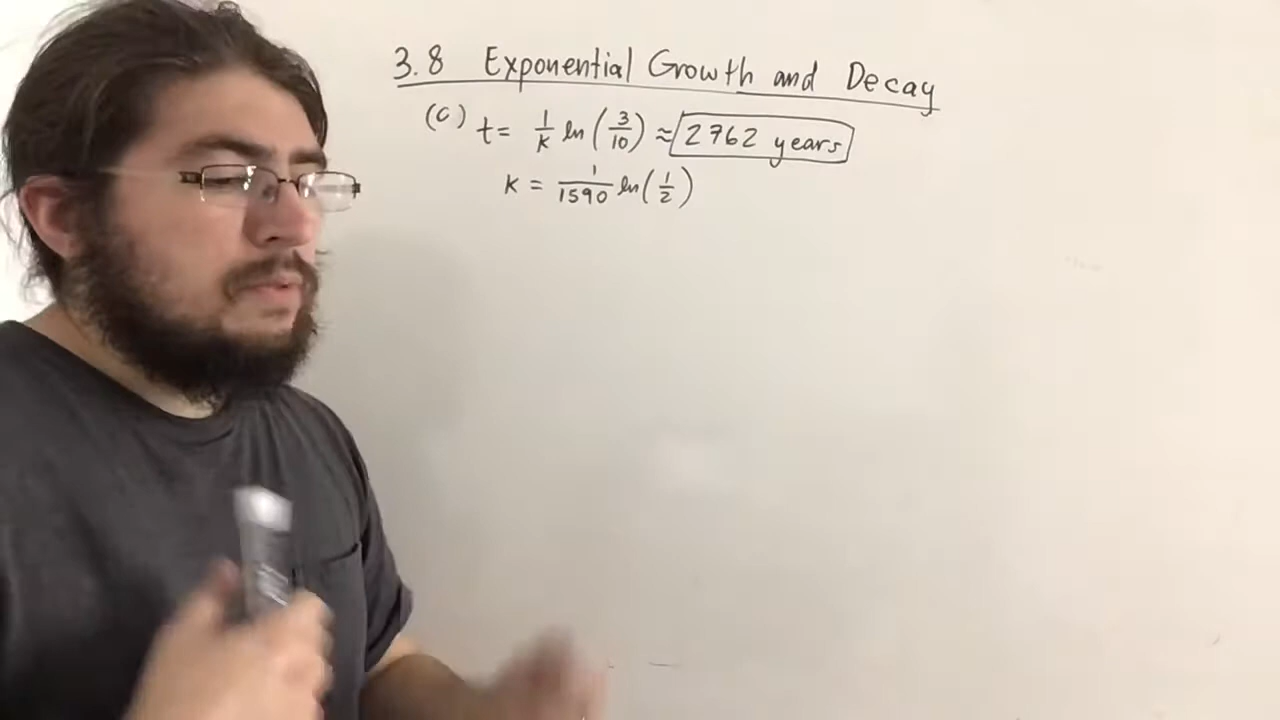 3.8 Exponential Growth and Decay
(c) t = 1/k ln(3/10) ≈ 2762 years
k = 1/1590 ln(1/2)